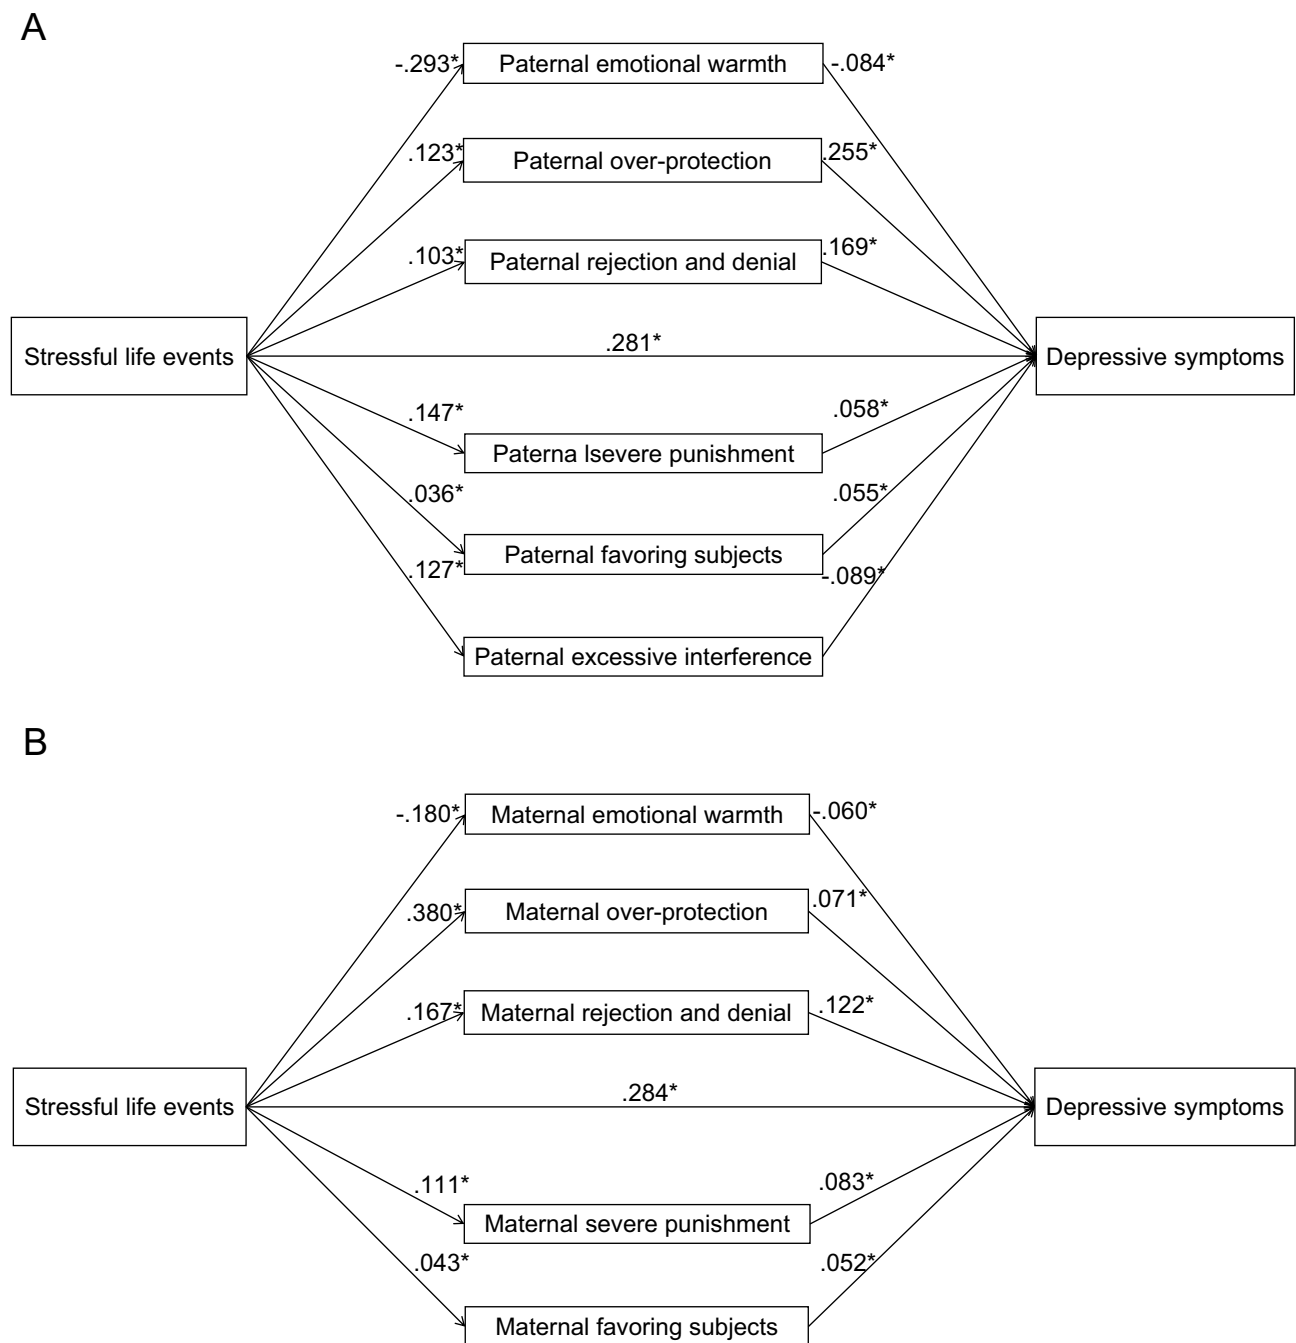 A
-.293* Paternal emotional warmth -.084*
.123* Paternal over-protection .255*
.103* Paternal rejection and denial .169*
.281*
Stressful life events Depressive symptoms
.147* Paterna lsevere punishment .058*
.036* Paternal favoring subjects .055*
.127* -.089*
Paternal excessive interference
B
-.180* Maternal emotional warmth -.060*
.380* Maternal over-protection .071*
.167* Maternal rejection and denial .122*
.284*
Stressful life events Depressive symptoms
.111* .083*
Maternal severe punishment
.043* .052*
Maternal favoring subjects